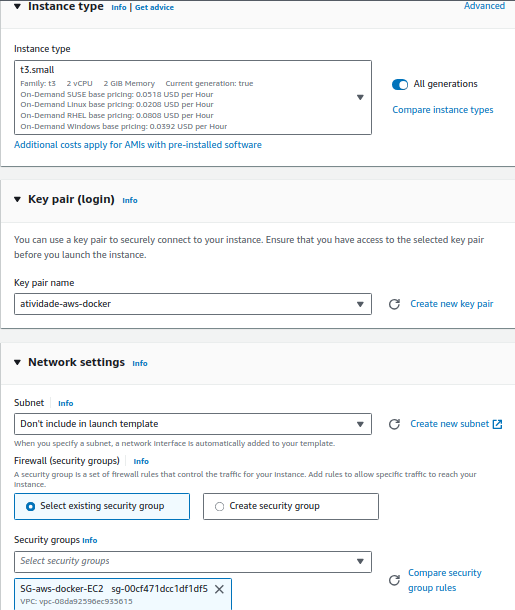 Instance type Info | Get advice
Advanced
Instance type
t3.small
Family: t3 2 vCPU 2 GiB Memory Current generation: true
On-Demand SUSE base pricing: 0.0518 USD per Hour
On-Demand Linux base pricing: 0.0208 USD per Hour
On-Demand RHEL base pricing: 0.0808 USD per Hour
On-Demand Windows base pricing: 0.0392 USD per Hour
All generations
Compare instance types
Additional costs apply for AMIs with pre-installed software
Key pair (login) Info
You can use a key pair to securely connect to your instance. Ensure that you have access to the selected key pair
before you launch the instance.
Key pair name
atividade-aws-docker
Create new key pair
Network settings Info
Subnet Info
Don't include in launch template
Create new subnet
When you specify a subnet, a network interface is automatically added to your template.
Firewall (security groups) Info
A security group is a set of firewall rules that control the traffic for your instance. Add rules to allow specific traffic to reach your
instance.
Select existing security group
Create security group
Security groups Info
Select security groups
Compare security
group rules
SG-aws-docker-EC2 sg-00cf471dcc1df1df5
VPC: vpc-08da92596ec935615